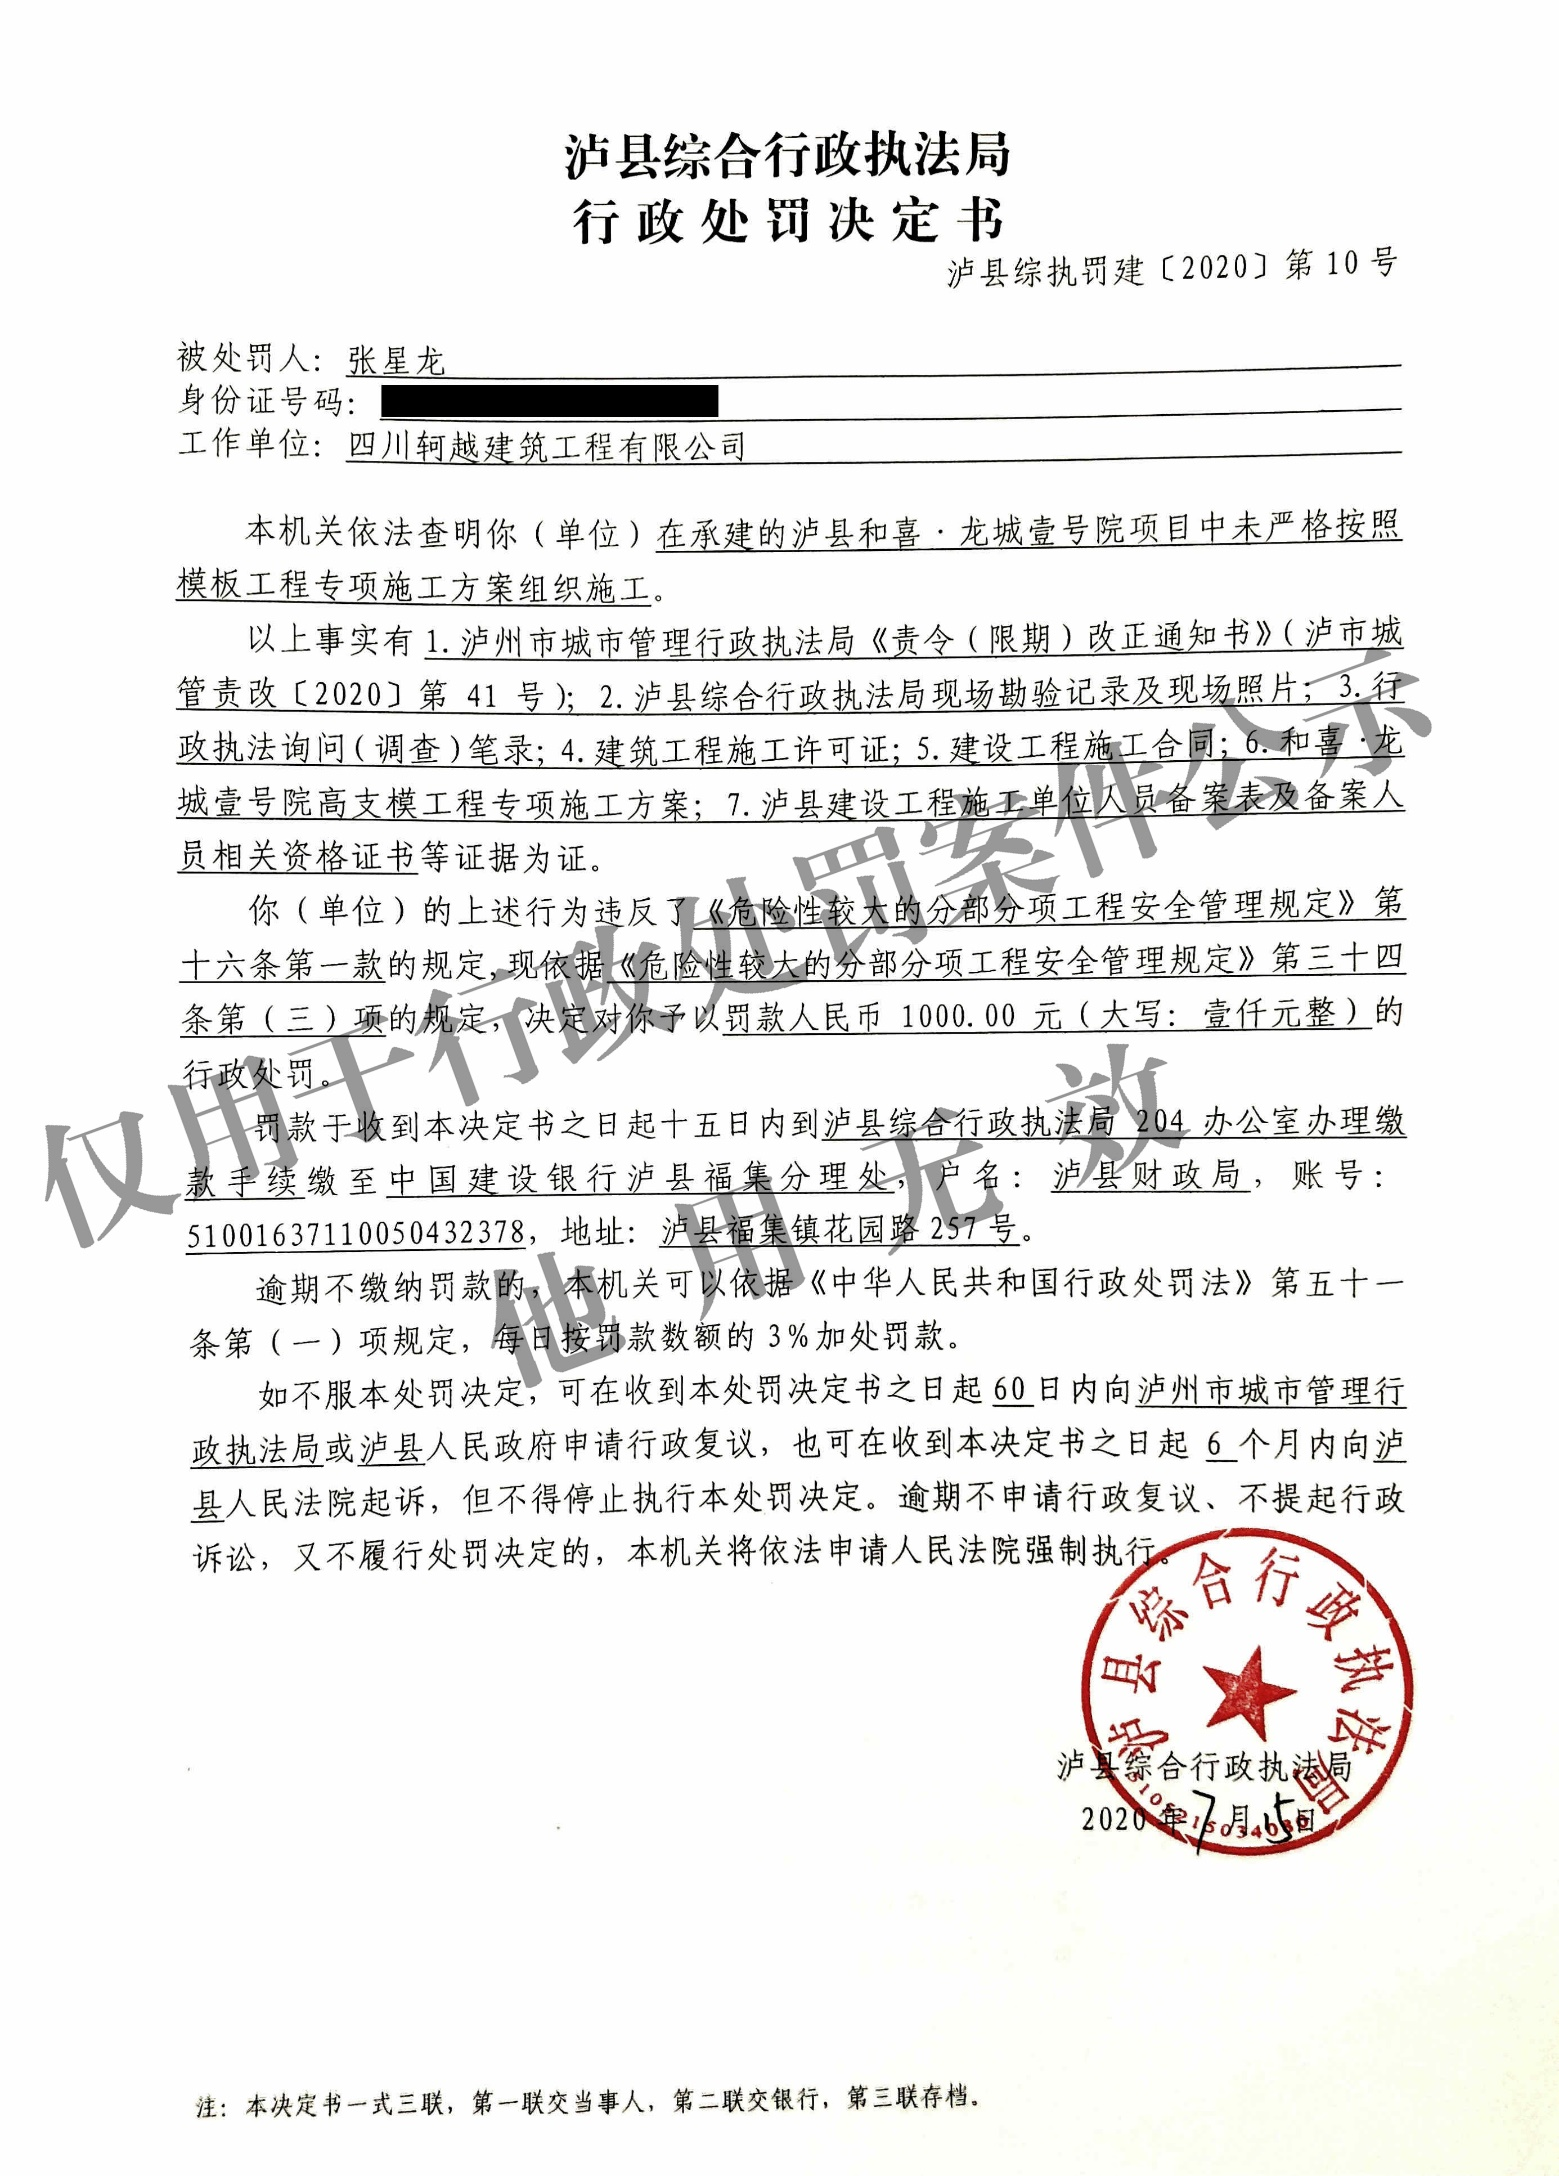 泸县综合行政执法局
行政处罚决定书
泸县综执罚建〔2020〕第10号
被处罚人：张星龙
身份证号码：
工作单位：四川轲越建筑工程有限公司
本机关依法查明你（单位）在承建的泸县和喜·龙城壹号院项目中未严格按照
模板工程专项施工方案组织施工。
以上事实有1.泸州市城市管理行政执法局《责令（限期）改正通知书》（泸市城
管责改〔2020〕第 41 号）；2.泸县综合行政执法局现场勘验记录及现场照片；3.行
政执法询问（调查）笔录；4.建筑工程施工许可证；5.建设工程施工合同；6.和喜·龙
城壹号院高支模工程专项施工方案；7.泸县建设工程施工单位人员备案表及备案人
员相关资格证书等证据为证。
你（单位）的上述行为违反了《危险性较大的分部分项工程安全管理规定》第
十六条第一款的规定，现依据《危险性较大的分部分项工程安全管理规定》第三十四
条第（三）项的规定，决定对你予以罚款人民币 1000.00 元（大写：壹仟元整）的
行政处罚。
罚款于收到本决定书之日起十五日内到泸县综合行政执法局 204 办公室办理缴
款手续缴至中国建设银行泸县福集分理处，户名：泸县财政局，账号：
51001637110050432378，地址：泸县福集镇花园路257号。
逾期不缴纳罚款的，本机关可以依据《中华人民共和国行政处罚法》第五十一
条第（一）项规定，每日按罚款数额的3%加处罚款。
如不服本处罚决定，可在收到本处罚决定书之日起60日内向泸州市城市管理行
政执法局或泸县人民政府申请行政复议，也可在收到本决定书之日起 6 个月内向泸
县人民法院起诉，但不得停止执行本处罚决定。逾期不申请行政复议、不提起行政
诉讼，又不履行处罚决定的，本机关将依法申请人民法院强制执行。
泸县综合行政执法局
2020年7月15日
泸县综合行政执法局
注：本决定书一式三联，第一联交当事人，第二联交银行，第三联存档。
仅用于行政处罚案件公示
他用无效